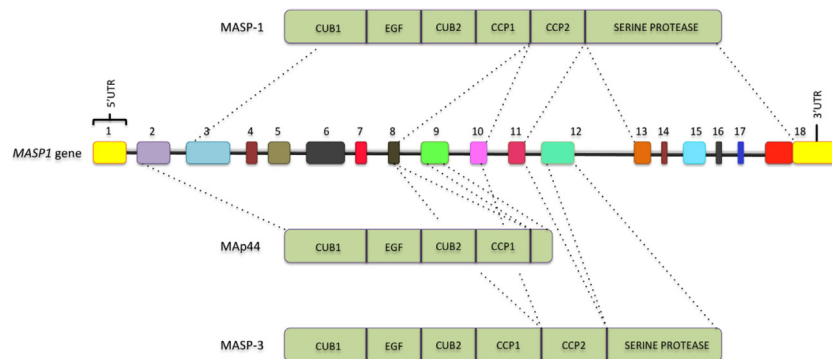 MASP-1 CUB1 EGF CUB2 CCP1 CCP2 SERINE PROTEASE
5'UTR
3'UTR
1 2 3 4 5 6 7 8 9 10 11 12 13 14 15 16 17 18
MASP1 gene
MAp44 CUB1 EGF CUB2 CCP1
MASP-3 CUB1 EGF CUB2 CCP1 CCP2 SERINE PROTEASE